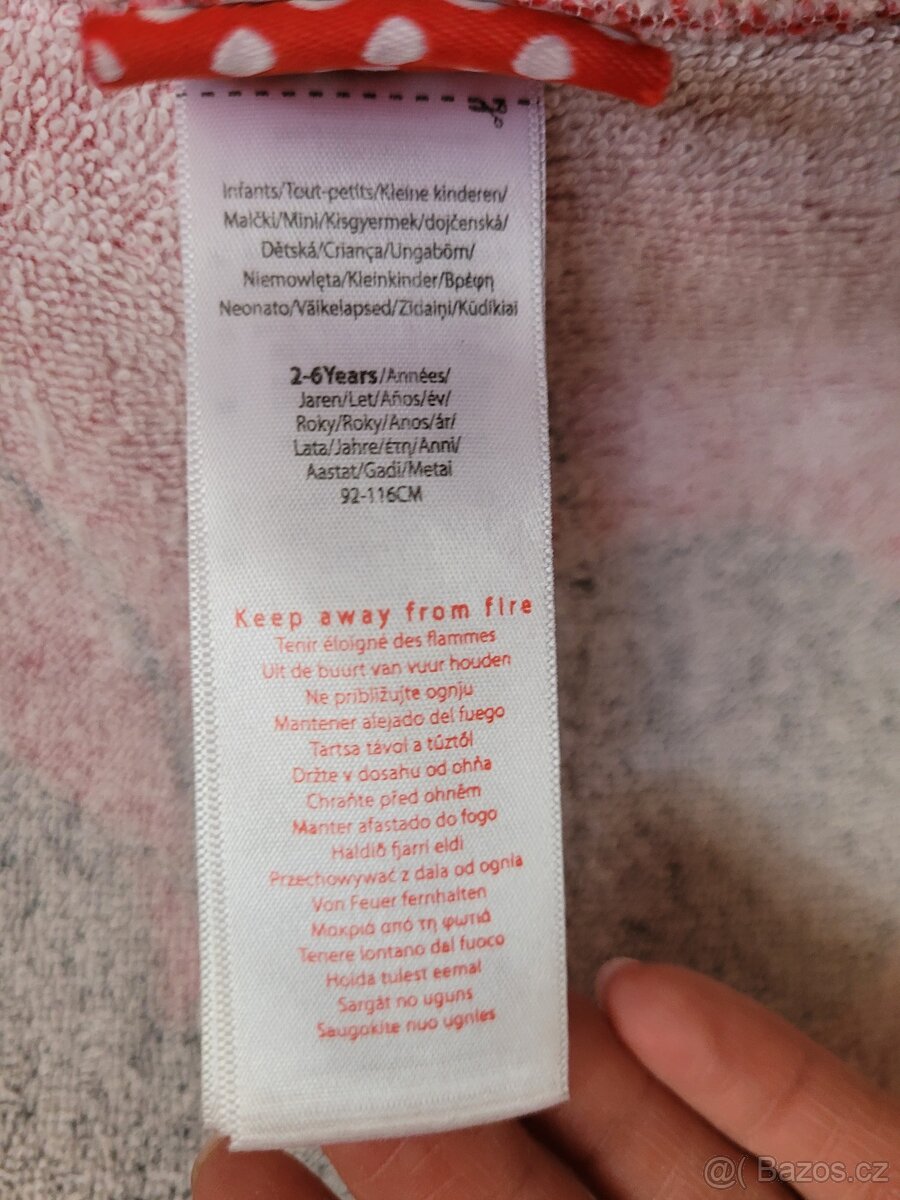 Infants/Tout-petits/Kleine kinderen/
Malčki/Mini/Kisgyermek/dojčenská/
Dětská/Criança/Ungabörn/
Niemowlęta/Kleinkinder/Βρέφη
Neonato/Väikelapsed/Zīdaiņi/Kūdikiai
2-6Years/Années/
Jaren/Let/Años/év/
Roky/Roky/Anos/ár/
Lata/Jahre/έτη/Anni/
Aastat/Gadi/Metai
92-116CM
Keep away from fire
Tenir éloigné des flammes
Uit de buurt van vuur houden
Ne približujte ognju
Mantener alejado del fuego
Tartsa távol a tűztől
Držte v dosahu od ohňa
Chraňte před ohněm
Manter afastado do fogo
Haldið fjarri eldi
Przechowywać z dala od ognia
Von Feuer fernhalten
Μακριά από τη φωτιά
Tenere lontano dal fuoco
Hoida tulest eemal
Sargāt no uguns
Saugokite nuo ugnies
@( Bazos.cz